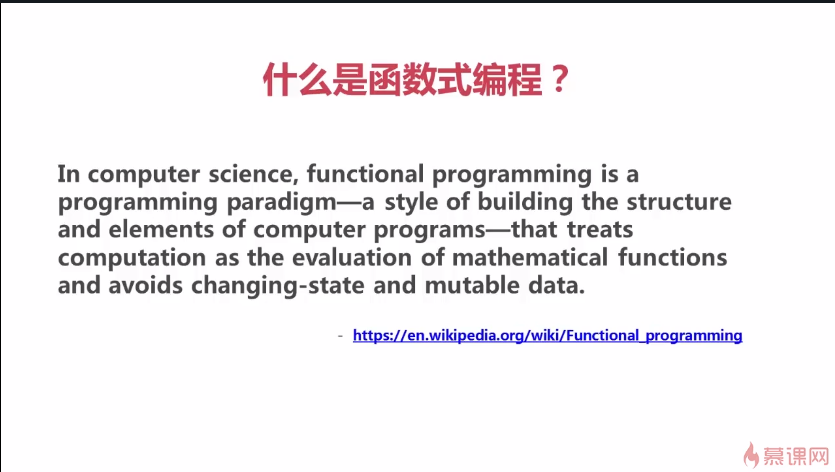 什么是函数式编程？
In computer science, functional programming is a
programming paradigm—a style of building the structure
and elements of computer programs—that treats
computation as the evaluation of mathematical functions
and avoids changing-state and mutable data.
- https://en.wikipedia.org/wiki/Functional_programming
慕课网